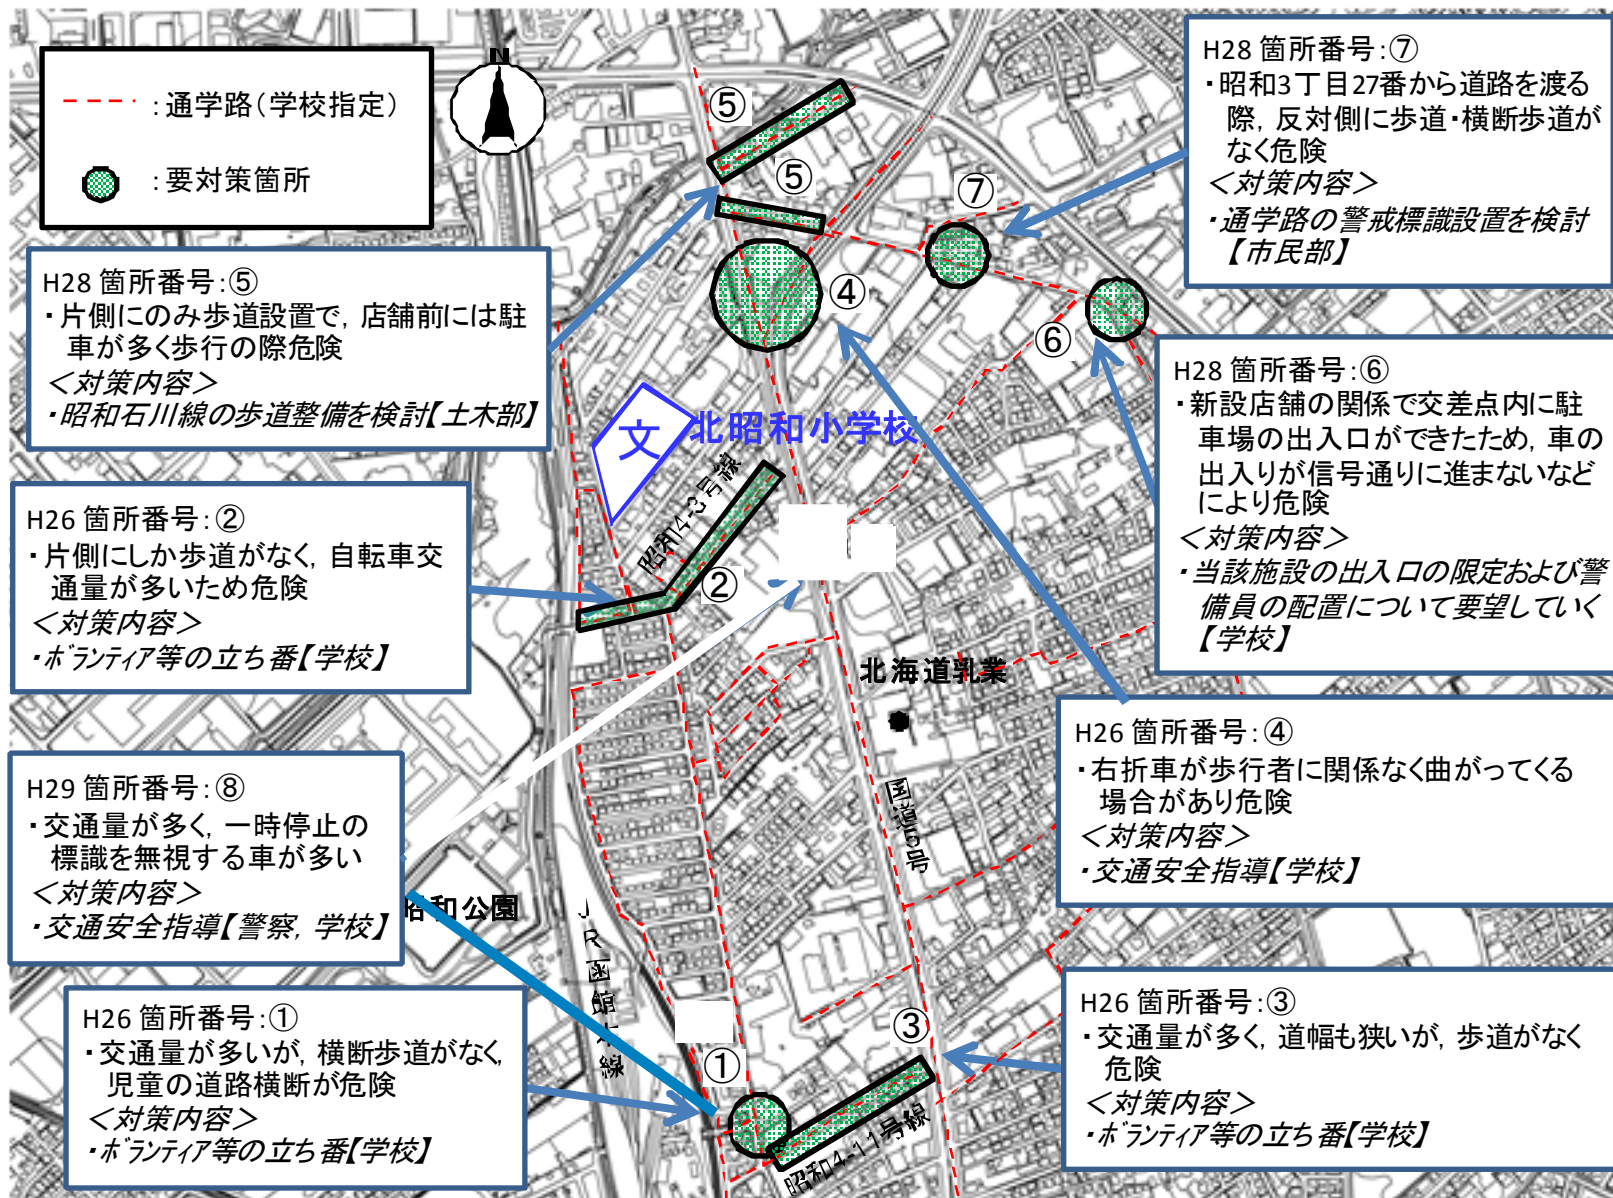 N
: 通学路（学校指定）
: 要対策箇所
H28 箇所番号：⑦
・昭和3丁目27番から道路を渡る
際，反対側に歩道・横断歩道が
なく危険
＜対策内容＞
・通学路の警戒標識設置を検討
【市民部】
⑤
⑤
⑦
④
⑥
H28 箇所番号：⑤
・片側にのみ歩道設置で，店舗前には駐
車が多く歩行の際危険
＜対策内容＞
・昭和石川線の歩道整備を検討【土木部】
H28 箇所番号：⑥
・新設店舗の関係で交差点内に駐
車場の出入口ができたため，車の
出入りが信号通りに進まないなど
により危険
＜対策内容＞
・当該施設の出入口の限定および警
備員の配置について要望していく
【学校】
文
北昭和小学校
昭和4-3号線
②
H26 箇所番号：②
・片側にしか歩道がなく，自転車交
通量が多いため危険
＜対策内容＞
・ボランティア等の立ち番【学校】
北海道乳業
国道5号
H26 箇所番号：④
・右折車が歩行者に関係なく曲がってくる
場合があり危険
＜対策内容＞
・交通安全指導【学校】
H29 箇所番号：⑧
・交通量が多く，一時停止の
標識を無視する車が多い
＜対策内容＞
・交通安全指導【警察，学校】
昭和公園
JR函館本線
H26 箇所番号：①
・交通量が多いが，横断歩道がなく，
児童の道路横断が危険
＜対策内容＞
・ボランティア等の立ち番【学校】
①
③
昭和4-11号線
H26 箇所番号：③
・交通量が多く，道幅も狭いが，歩道がなく
危険
＜対策内容＞
・ボランティア等の立ち番【学校】